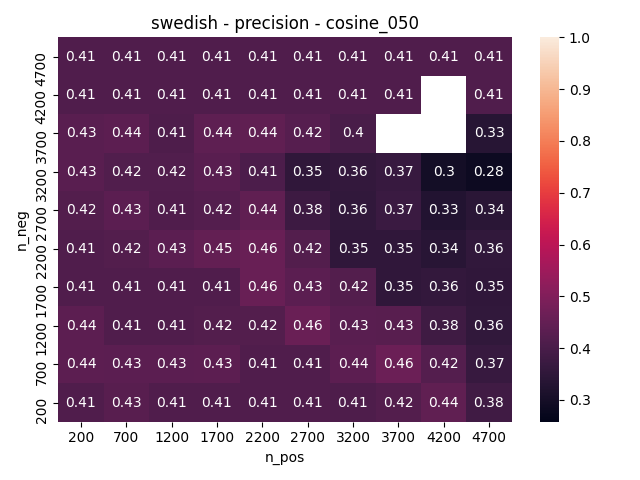 swedish - precision - cosine_050
n_neg
4700 0.41 0.41 0.41 0.41 0.41 0.41 0.41 0.41 0.41 0.41
4200 0.41 0.41 0.41 0.41 0.41 0.41 0.41 0.41 0.41
3700 0.43 0.44 0.41 0.44 0.44 0.42 0.4 0.33
3200 0.43 0.42 0.42 0.43 0.41 0.35 0.36 0.37 0.3 0.28
2700 0.42 0.43 0.41 0.42 0.44 0.38 0.36 0.37 0.33 0.34
2200 0.41 0.42 0.43 0.45 0.46 0.42 0.35 0.35 0.34 0.36
1700 0.41 0.41 0.41 0.41 0.46 0.43 0.42 0.35 0.36 0.35
1200 0.44 0.41 0.41 0.42 0.42 0.46 0.43 0.43 0.38 0.36
700 0.44 0.43 0.43 0.43 0.41 0.41 0.44 0.46 0.42 0.37
200 0.41 0.43 0.41 0.41 0.41 0.41 0.41 0.42 0.44 0.38
200 700 1200 1700 2200 2700 3200 3700 4200 4700
n_pos
1.0
0.9
0.8
0.7
0.6
0.5
0.4
0.3